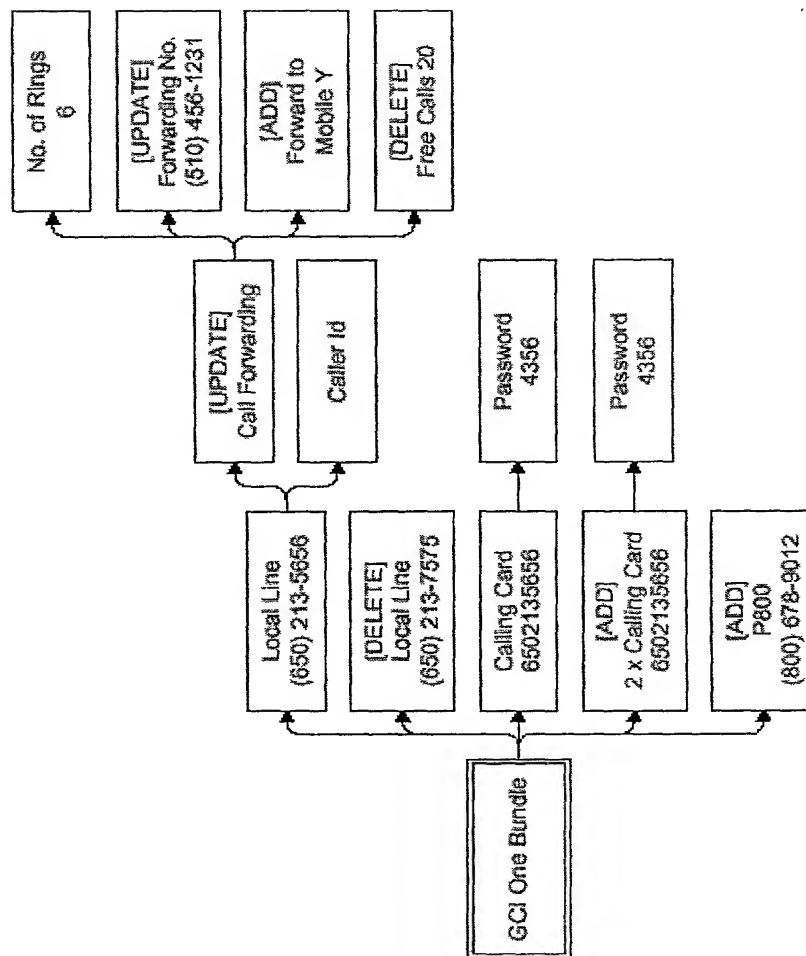 GCI One Bundle
Local Line
(650) 213-5656
[DELETE]
Local Line
(650) 213-7575
Calling Card
6502135656
[ADD]
2 x Calling Card
6502135656
[ADD]
P800
(800) 678-9012
[UPDATE]
Call Forwarding
Caller Id
Password
4356
Password
4356
No. of Rings
6
[UPDATE]
Forwarding No.
(510) 456-1231
[ADD]
Forward to
Mobile Y
[DELETE]
Free Calls 20